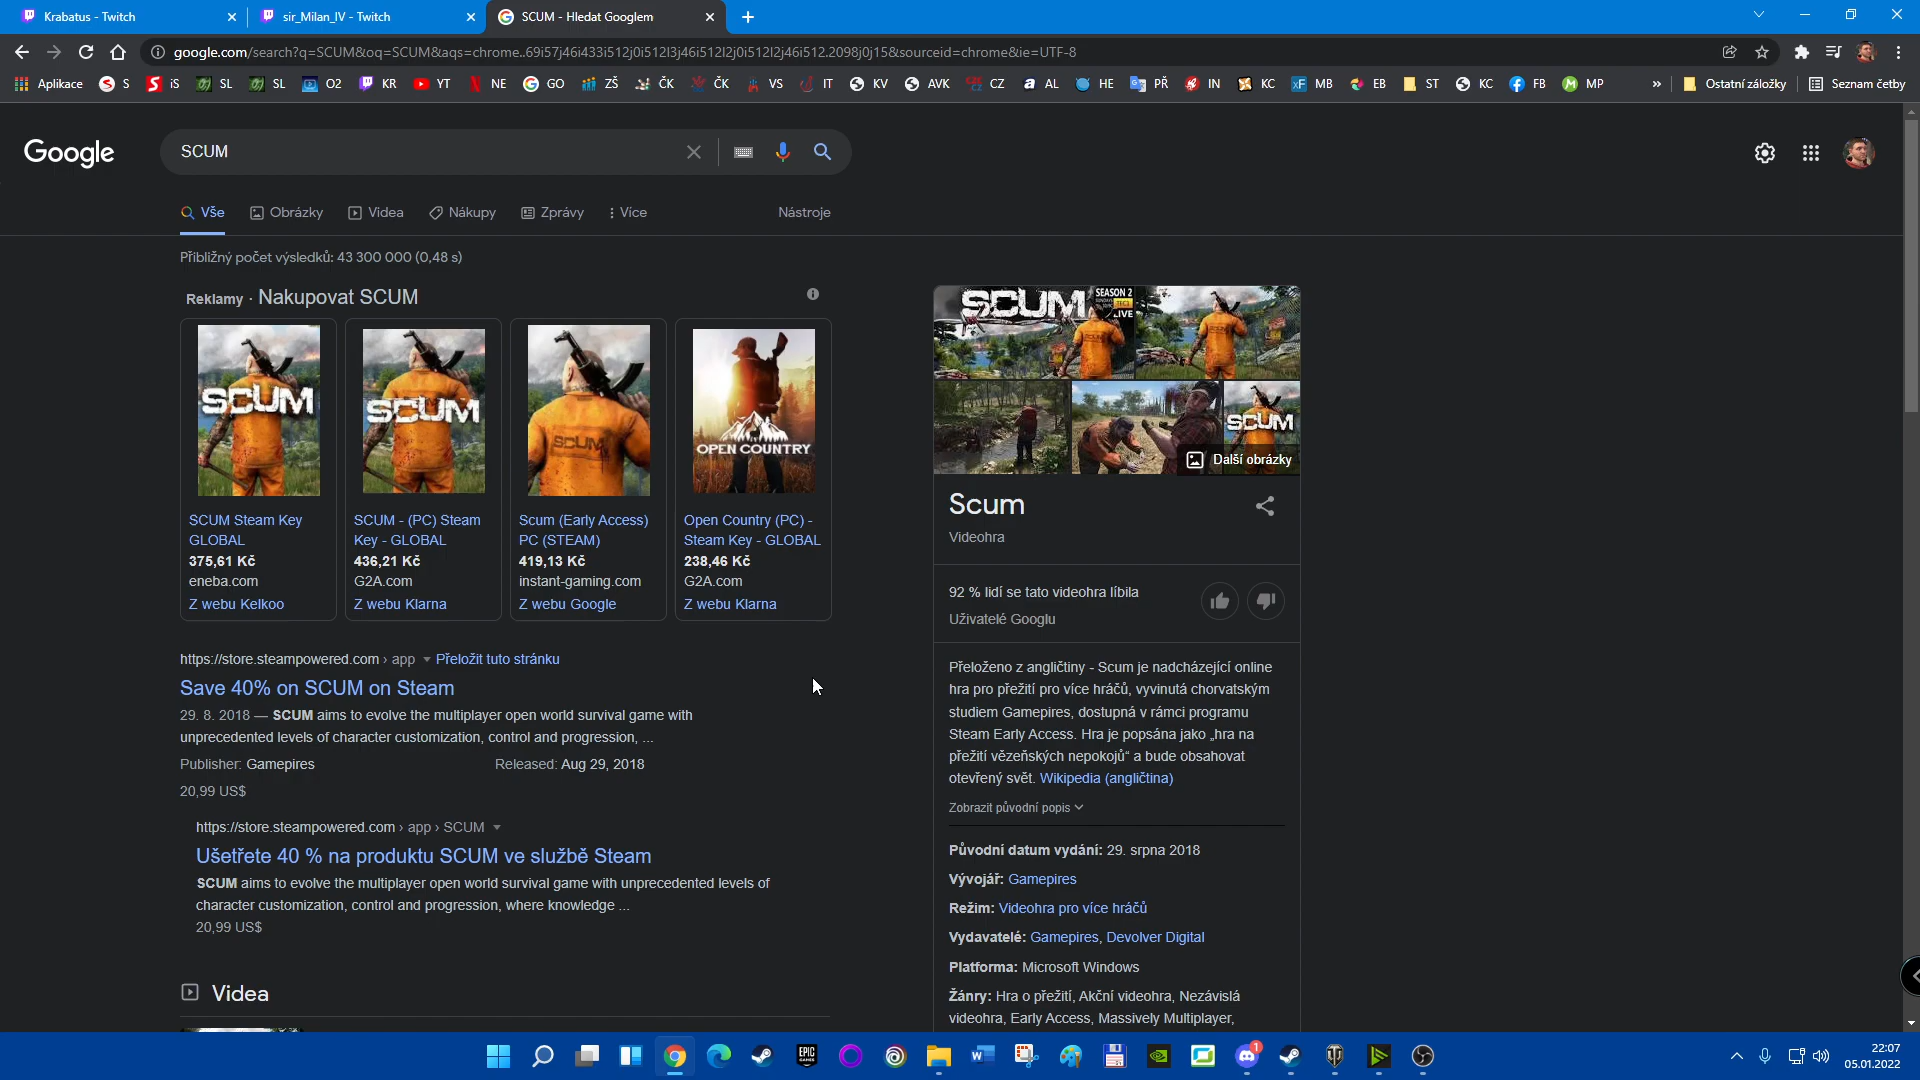 Krabatus - Twitch
sir_Milan_IV - Twitch
SCUM - Hledat Googlem
google.com/search?q=SCUM&oq=SCUM&aqs=chrome..69i57j46i433i512j0i512l3j46i512l2j0i512l2j46i512.2098j0j15&sourceid=chrome&ie=UTF-8
Aplikace S iS SL SL O2 KR YT NE GO ZŠ ČK ČK VS IT KV AVK CZ AL HE PŘ IN KC MB EB ST KC FB MP » Ostatní záložky Seznam četby
Google
SCUM
Vše Obrázky Videa Nákupy Zprávy Více Nástroje
Přibližný počet výsledků: 43 300 000 (0,48 s)
Reklamy · Nakupovat SCUM
SCUM
SCUM
SCUM
OPEN COUNTRY
SCUM Steam Key
GLOBAL
375,61 Kč
eneba.com
Z webu Kelkoo
SCUM - (PC) Steam
Key - GLOBAL
436,21 Kč
G2A.com
Z webu Klarna
Scum (Early Access)
PC (STEAM)
419,13 Kč
instant-gaming.com
Z webu Google
Open Country (PC) -
Steam Key - GLOBAL
238,46 Kč
G2A.com
Z webu Klarna
https://store.steampowered.com › app Přeložit tuto stránku
Save 40% on SCUM on Steam
29. 8. 2018 — SCUM aims to evolve the multiplayer open world survival game with
unprecedented levels of character customization, control and progression, ...
Publisher: Gamepires Released: Aug 29, 2018
20,99 US$
https://store.steampowered.com › app › SCUM
Ušetřete 40 % na produktu SCUM ve službě Steam
SCUM aims to evolve the multiplayer open world survival game with unprecedented levels of
character customization, control and progression, where knowledge ...
20,99 US$
Videa
SCUM
SEASON 2
LIVE
SCUM
Další obrázky
Scum
Videohra
92 % lidí se tato videohra líbila
Uživatelé Googlu
Přeloženo z angličtiny - Scum je nadcházející online
hra pro přežití pro více hráčů, vyvinutá chorvatským
studiem Gamepires, dostupná v rámci programu
Steam Early Access. Hra je popsána jako „hra na
přežití vězeňských nepokojů“ a bude obsahovat
otevřený svět. Wikipedia (angličtina)
Zobrazit původní popis
Původní datum vydání: 29. srpna 2018
Vývojář: Gamepires
Režim: Videohra pro více hráčů
Vydavatelé: Gamepires, Devolver Digital
Platforma: Microsoft Windows
Žánry: Hra o přežití, Akční videohra, Nezávislá
videohra, Early Access, Massively Multiplayer,
EPIC
GAMES
1
22:07
05.01.2022